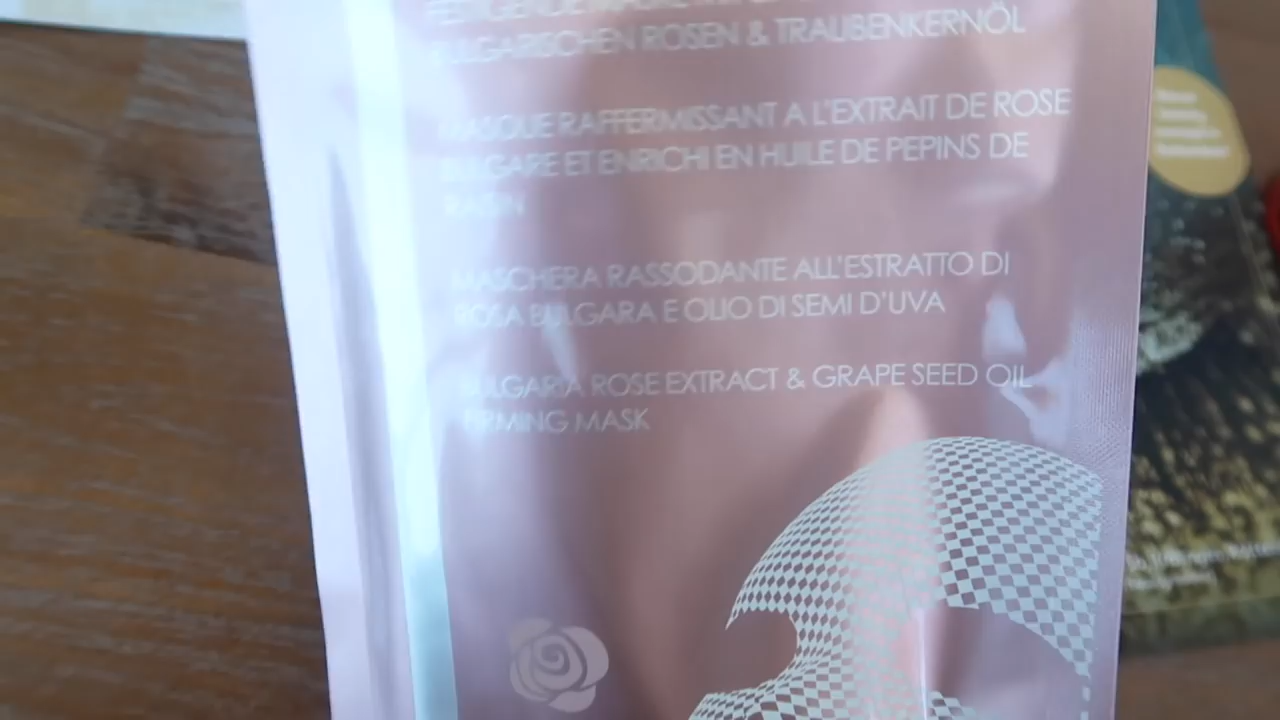 BULGARISCHEN ROSEN & TRAUBENKERNÖL
MASQUE RAFFERMISSANT A L'EXTRAIT DE ROSE
BULGARE ET ENRICHI EN HUILE DE PEPINS DE
RAISIN
MASCHERA RASSODANTE ALL'ESTRATTO DI
ROSA BULGARA E OLIO DI SEMI D'UVA
BULGARIA ROSE EXTRACT & GRAPE SEED OIL
FIRMING MASK